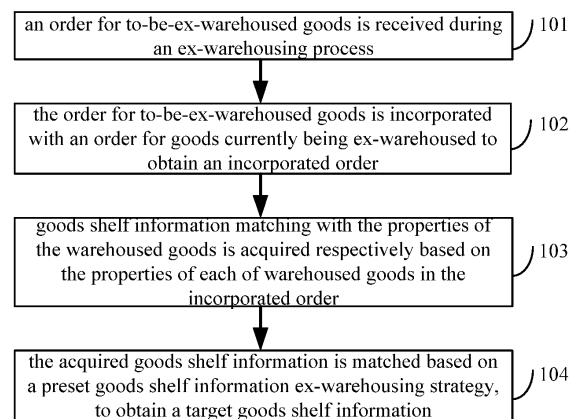 an order for to-be-ex-warehoused goods is received during
an ex-warehousing process
101
the order for to-be-ex-warehoused goods is incorporated
with an order for goods currently being ex-warehoused to
obtain an incorporated order
102
goods shelf information matching with the properties of
the warehoused goods is acquired respectively based on
the properties of each of warehoused goods in the
incorporated order
103
the acquired goods shelf information is matched based on
a preset goods shelf information ex-warehousing strategy,
to obtain a target goods shelf information
104